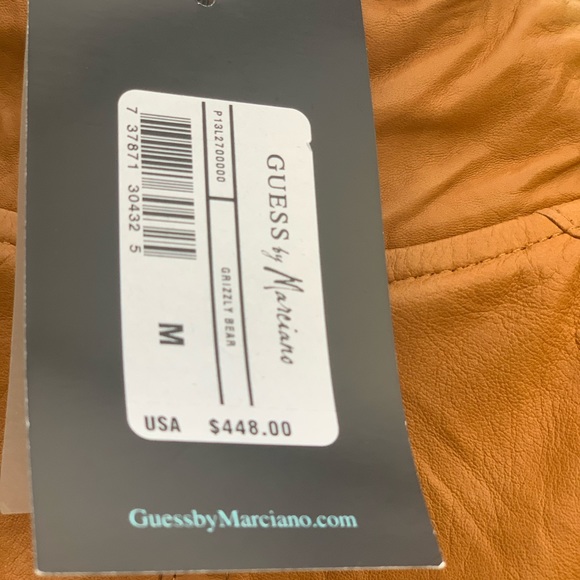 GUESS by Marciano
P13L2700000
GRIZZLY BEAR
7 37871 30432 5
M
USA $448.00
GuessbyMarciano.com